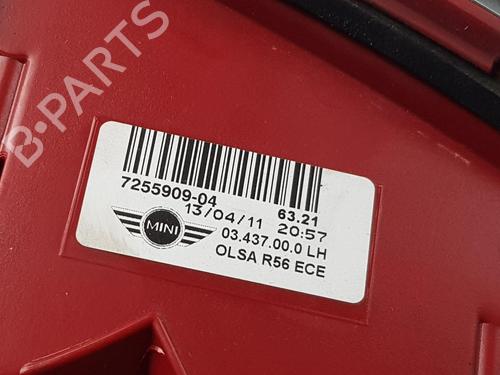 B-PARTS
7255909-04 63.21
13/04/11 20:57
MINI 03.437.00.0 LH
OLSA R56 ECE